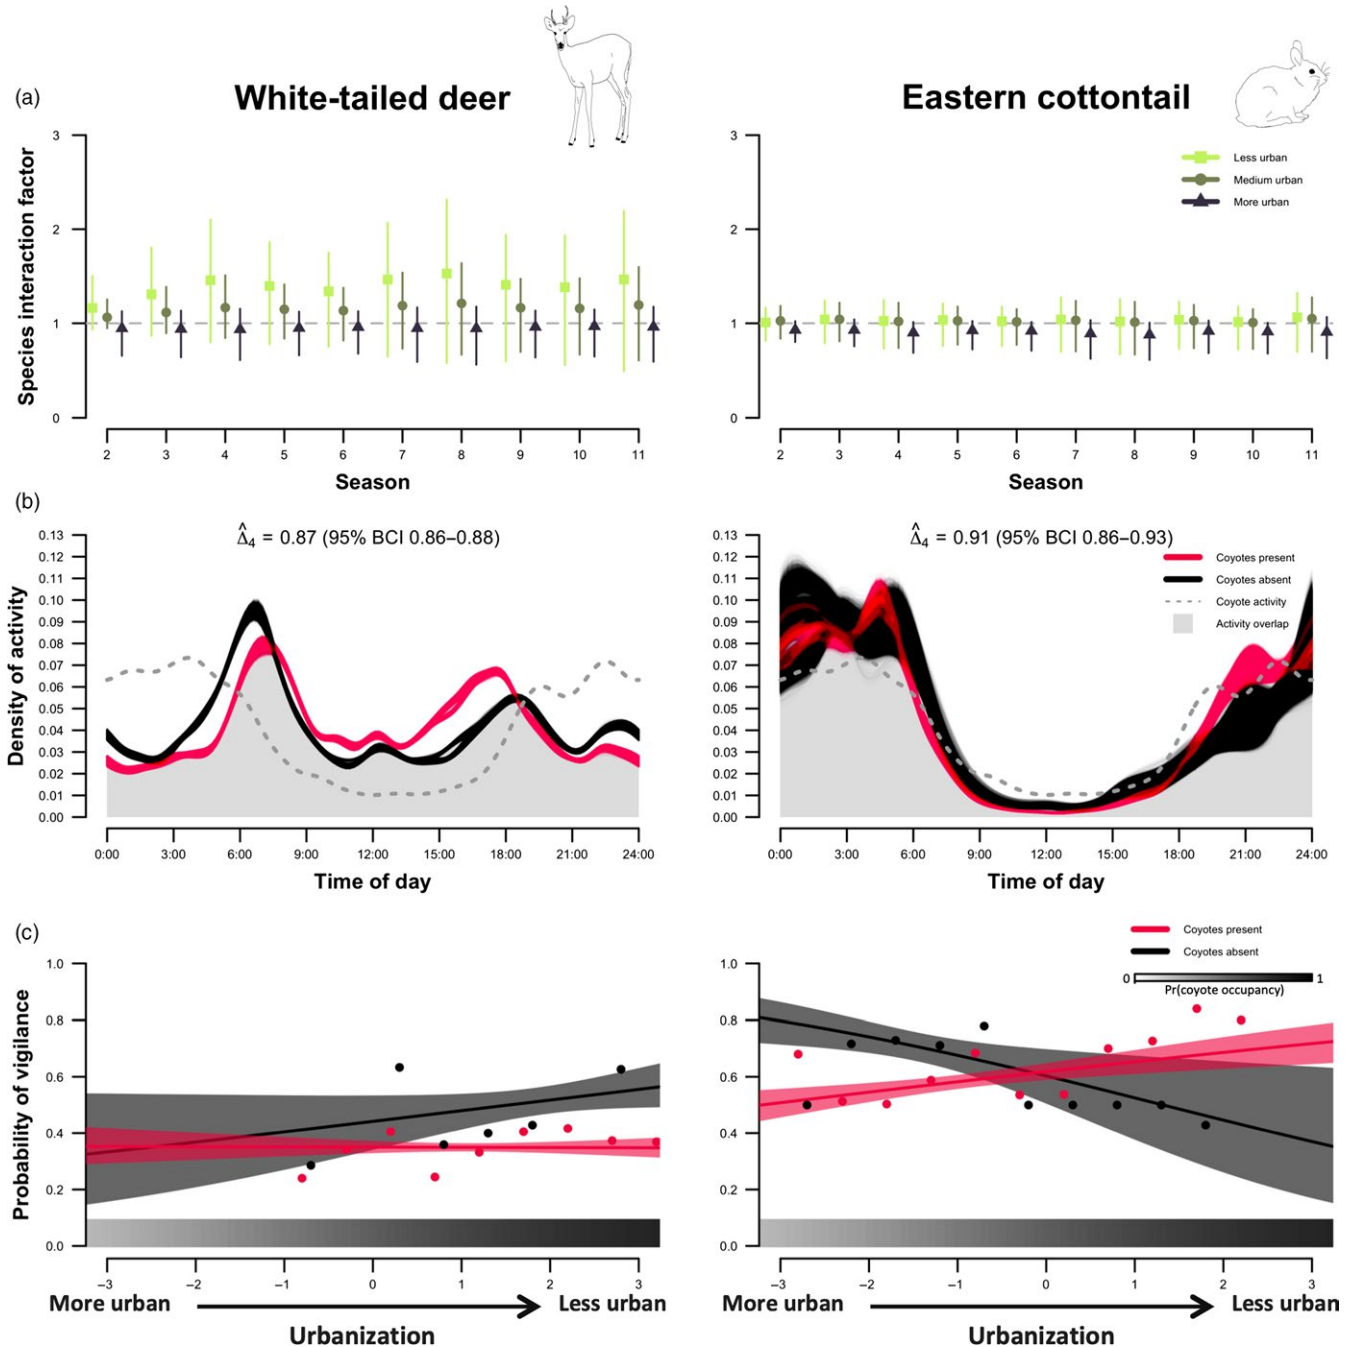 (a)
White-tailed deer
Eastern cottontail
Species interaction factor
3
2
1
0
2 3 4 5 6 7 8 9 10 11
Season
3
2
1
0
Less urban
Medium urban
More urban
2 3 4 5 6 7 8 9 10 11
Season
(b)
Density of activity
Δ̂4 = 0.87 (95% BCI 0.86–0.88)
0.13
0.12
0.11
0.10
0.09
0.08
0.07
0.06
0.05
0.04
0.03
0.02
0.01
0.00
0:00 3:00 6:00 9:00 12:00 15:00 18:00 21:00 24:00
Time of day
Δ̂4 = 0.91 (95% BCI 0.86–0.93)
0.13
0.12
0.11
0.10
0.09
0.08
0.07
0.06
0.05
0.04
0.03
0.02
0.01
0.00
Coyotes present
Coyotes absent
Coyote activity
Activity overlap
0:00 3:00 6:00 9:00 12:00 15:00 18:00 21:00 24:00
Time of day
(c)
Probability of vigilance
1.0
0.8
0.6
0.4
0.2
0.0
−3 −2 −1 0 1 2 3
More urban Less urban
Urbanization
Coyotes present
Coyotes absent
0 1
Pr(coyote occupancy)
1.0
0.8
0.6
0.4
0.2
0.0
−3 −2 −1 0 1 2 3
More urban Less urban
Urbanization